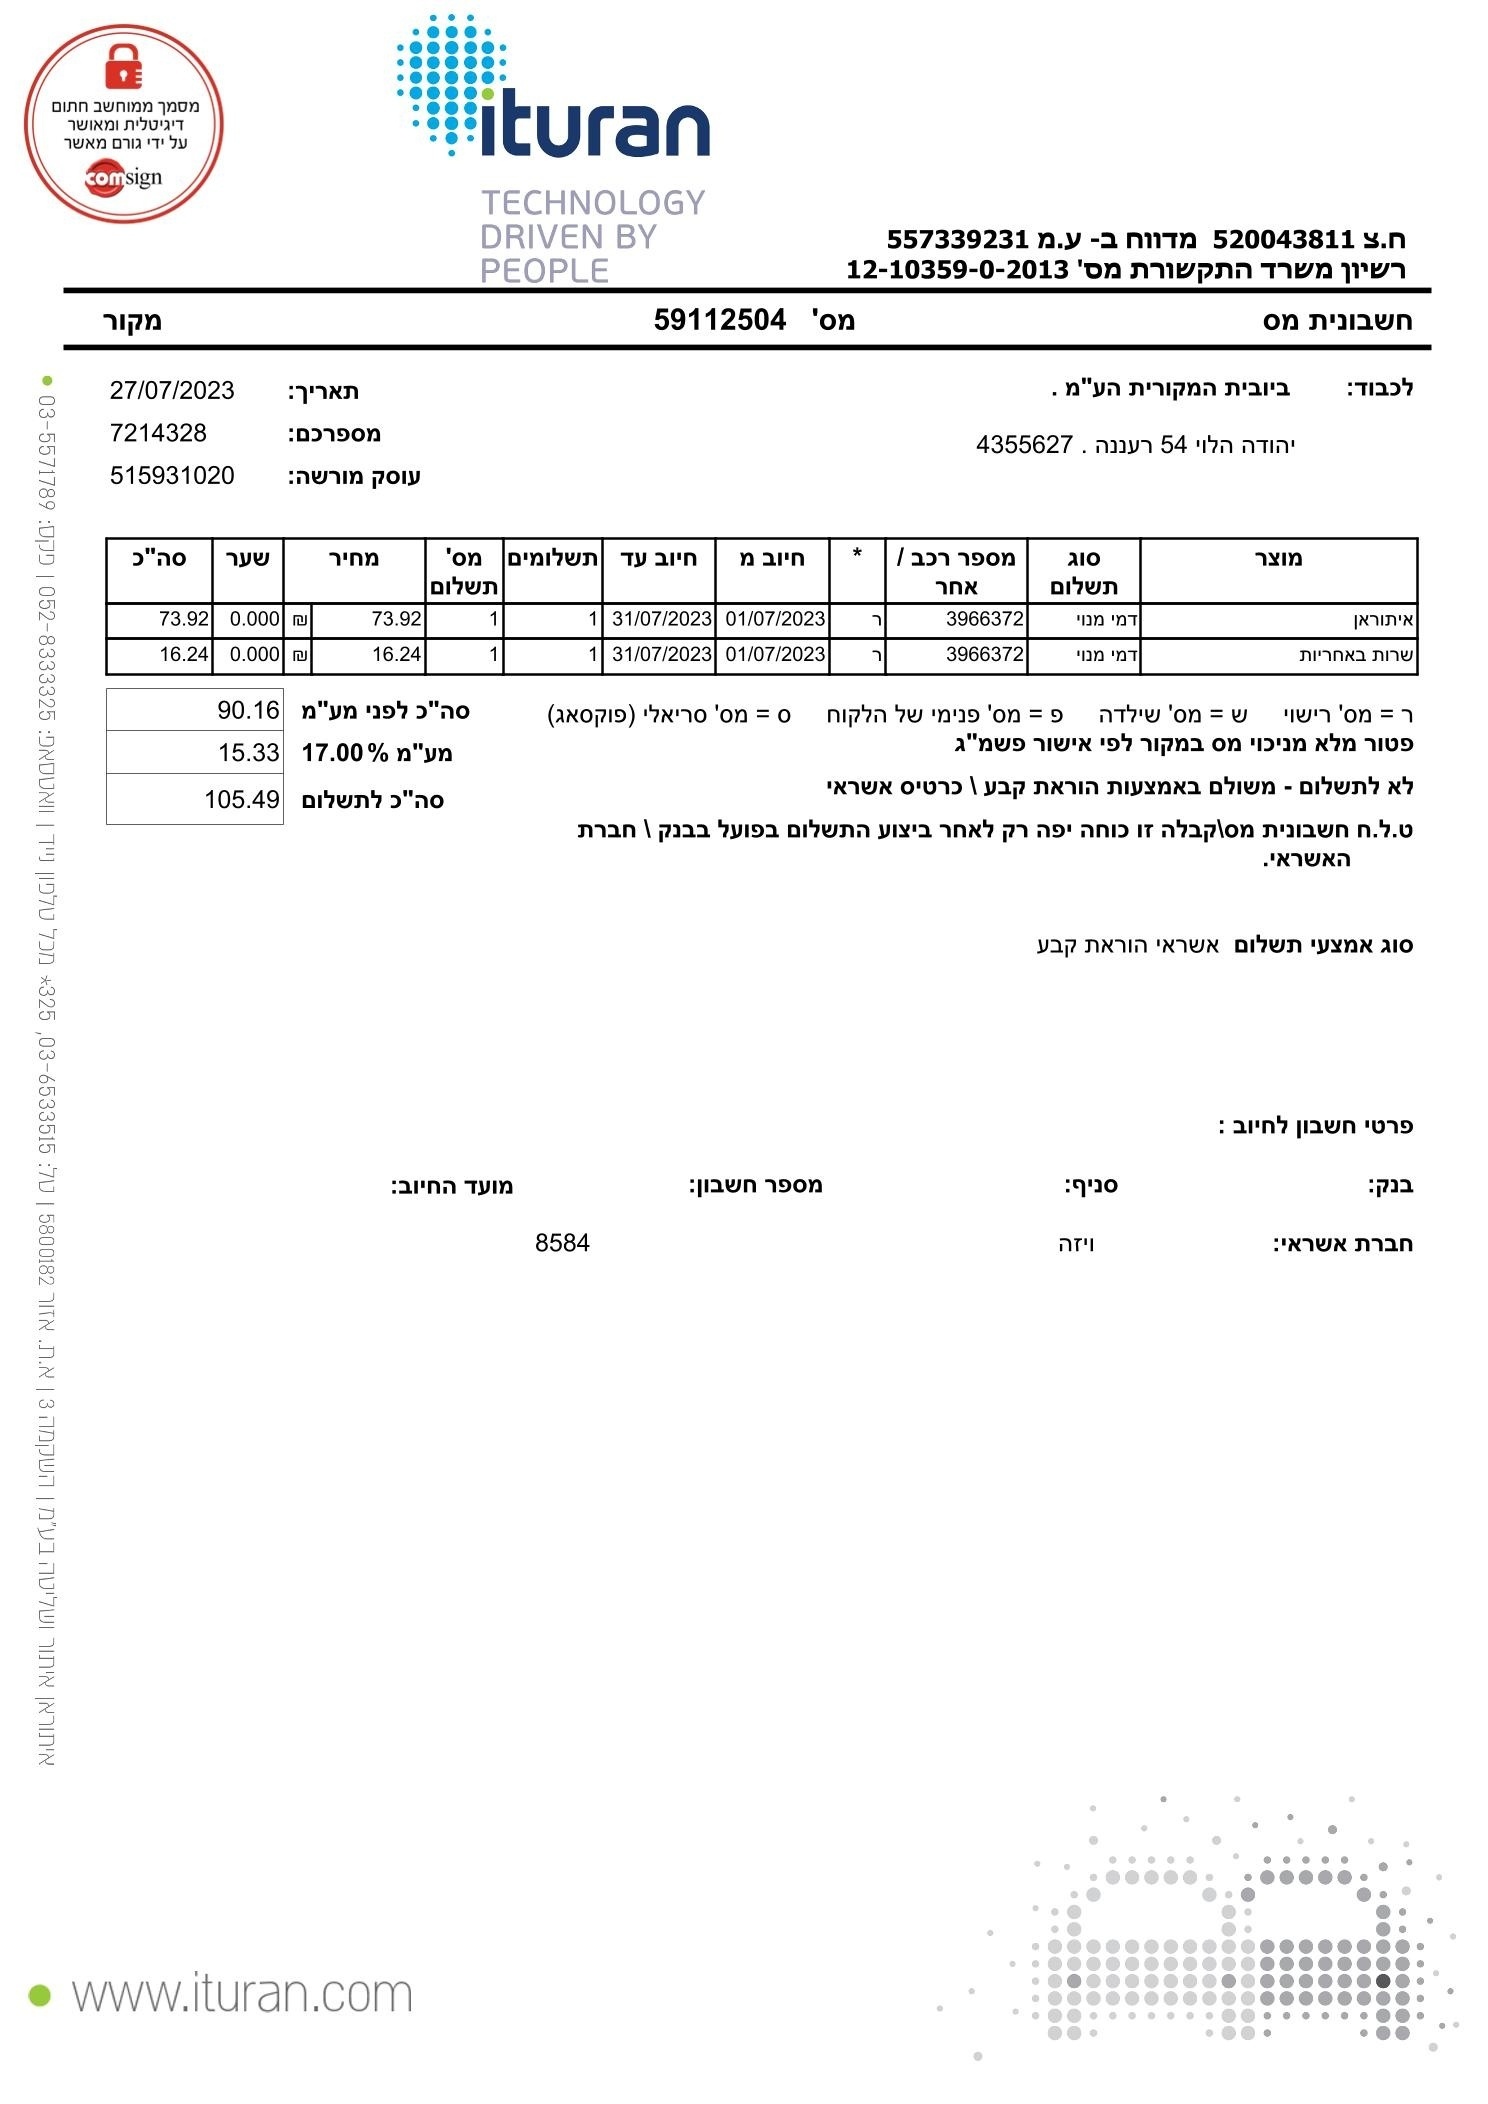 מסמך ממוחשב חתום
דיגיטלית ומאושר
על ידי גורם מאשר
comsign
ituran
TECHNOLOGY
DRIVEN BY
PEOPLE
ח.צ 520043811 מדווח ב- ע.מ 557339231
רשיון משרד התקשורת מס' 12-10359-0-2013
חשבונית מס מס' 59112504 מקור
לכבוד: ביובית המקורית הע"מ .
יהודה הלוי 54 רעננה . 4355627
תאריך: 27/07/2023
מספרכם: 7214328
עוסק מורשה: 515931020
מוצר סוג תשלום מספר רכב / אחר * חיוב מ חיוב עד תשלומים מס' תשלום מחיר שער סה"כ
איתוראן דמי מנוי 3966372 ר 01/07/2023 31/07/2023 1 1 73.92 ₪ 0.000 73.92
שרות באחריות דמי מנוי 3966372 ר 01/07/2023 31/07/2023 1 1 16.24 ₪ 0.000 16.24
ר = מס' רישוי ש = מס' שילדה פ = מס' פנימי של הלקוח ס = מס' סריאלי (פוקסאג)
פטור מלא מניכוי מס במקור לפי אישור פשמ"ג
לא לתשלום - משולם באמצעות הוראת קבע \ כרטיס אשראי
ט.ל.ח חשבונית מס\קבלה זו כוחה יפה רק לאחר ביצוע התשלום בפועל בבנק \ חברת
האשראי.
סה"כ לפני מע"מ 90.16
מע"מ 17.00% 15.33
סה"כ לתשלום 105.49
סוג אמצעי תשלום אשראי הוראת קבע
פרטי חשבון לחיוב :
בנק: סניף: מספר חשבון: מועד החיוב:
חברת אשראי: ויזה 8584
איתוראן איתור ושליטה בע"מ | השקמה 3 | א.ת. אזור 5800182 | טל: 03-6533515, 325* מכל טלפון נייד | וואטסאפ: 052-8333325 | פקס: 03-5571789
www.ituran.com